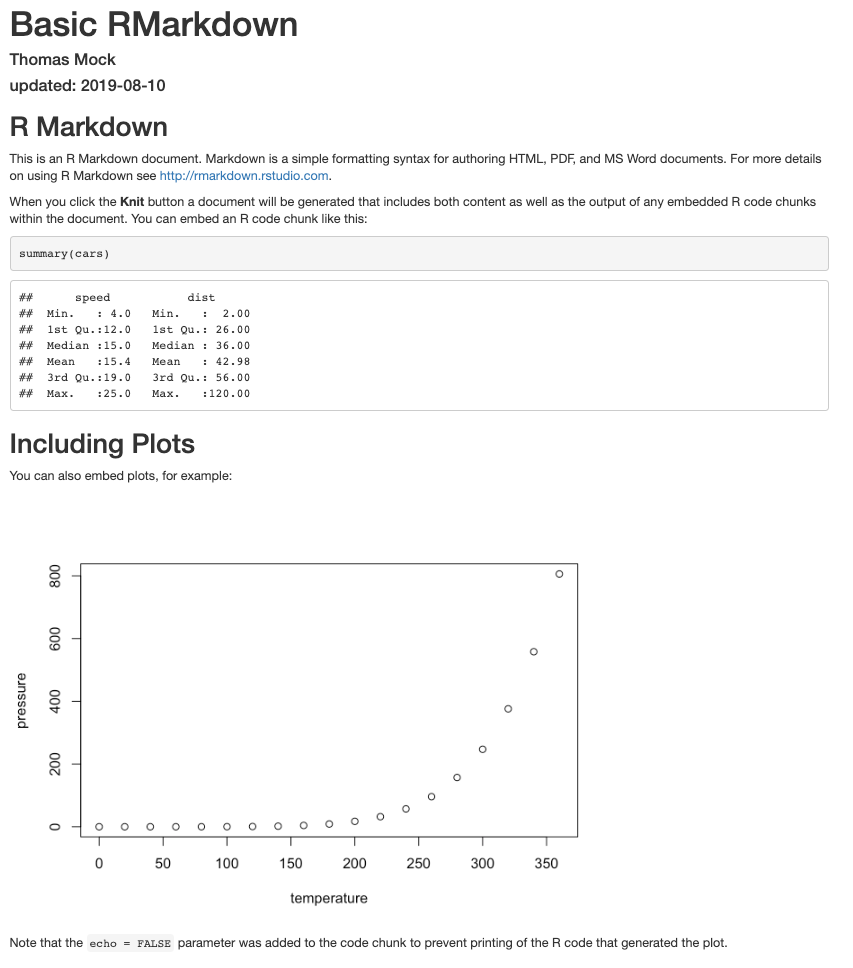 Basic RMarkdown
Thomas Mock
updated: 2019-08-10
R Markdown
This is an R Markdown document. Markdown is a simple formatting syntax for authoring HTML, PDF, and MS Word documents. For more details
on using R Markdown see http://rmarkdown.rstudio.com.
When you click the Knit button a document will be generated that includes both content as well as the output of any embedded R code chunks
within the document. You can embed an R code chunk like this:
summary(cars)
##      speed           dist
##  Min.   : 4.0   Min.   :  2.00
##  1st Qu.:12.0   1st Qu.: 26.00
##  Median :15.0   Median : 36.00
##  Mean   :15.4   Mean   : 42.98
##  3rd Qu.:19.0   3rd Qu.: 56.00
##  Max.   :25.0   Max.   :120.00
Including Plots
You can also embed plots, for example:
800
600
400
200
0
pressure
0 50 100 150 200 250 300 350
temperature
Note that the echo = FALSE parameter was added to the code chunk to prevent printing of the R code that generated the plot.